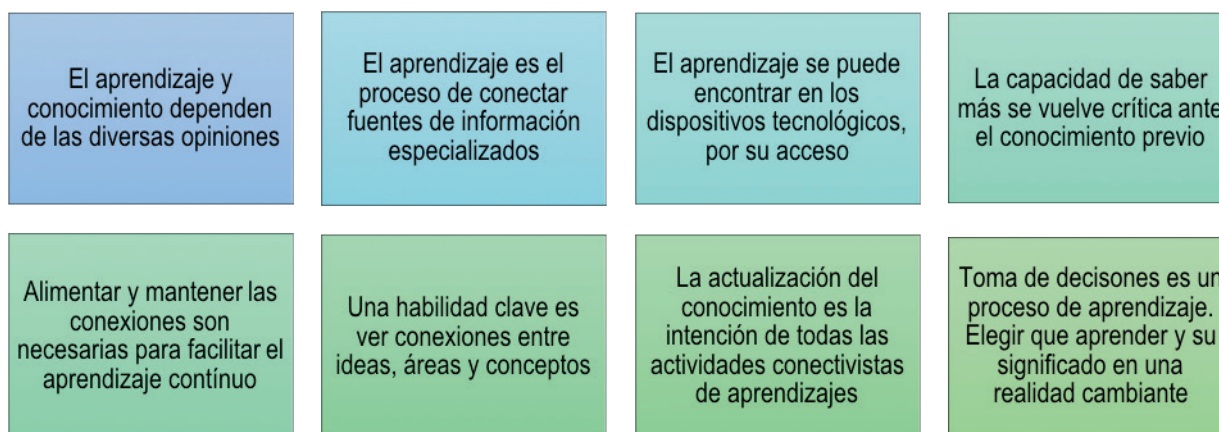 El aprendizaje y
conocimiento dependen
de las diversas opiniones
El aprendizaje es el
proceso de conectar
fuentes de información
especializados
El aprendizaje se puede
encontrar en los
dispositivos tecnológicos,
por su acceso
La capacidad de saber
más se vuelve crítica ante
el conocimiento previo
Alimentar y mantener las
conexiones son
necesarias para facilitar el
aprendizaje contínuo
Una habilidad clave es
ver conexiones entre
ideas, áreas y conceptos
La actualización del
conocimiento es la
intención de todas las
actividades conectivistas
de aprendizajes
Toma de decisones es un
proceso de aprendizaje.
Elegir que aprender y su
significado en una
realidad cambiante